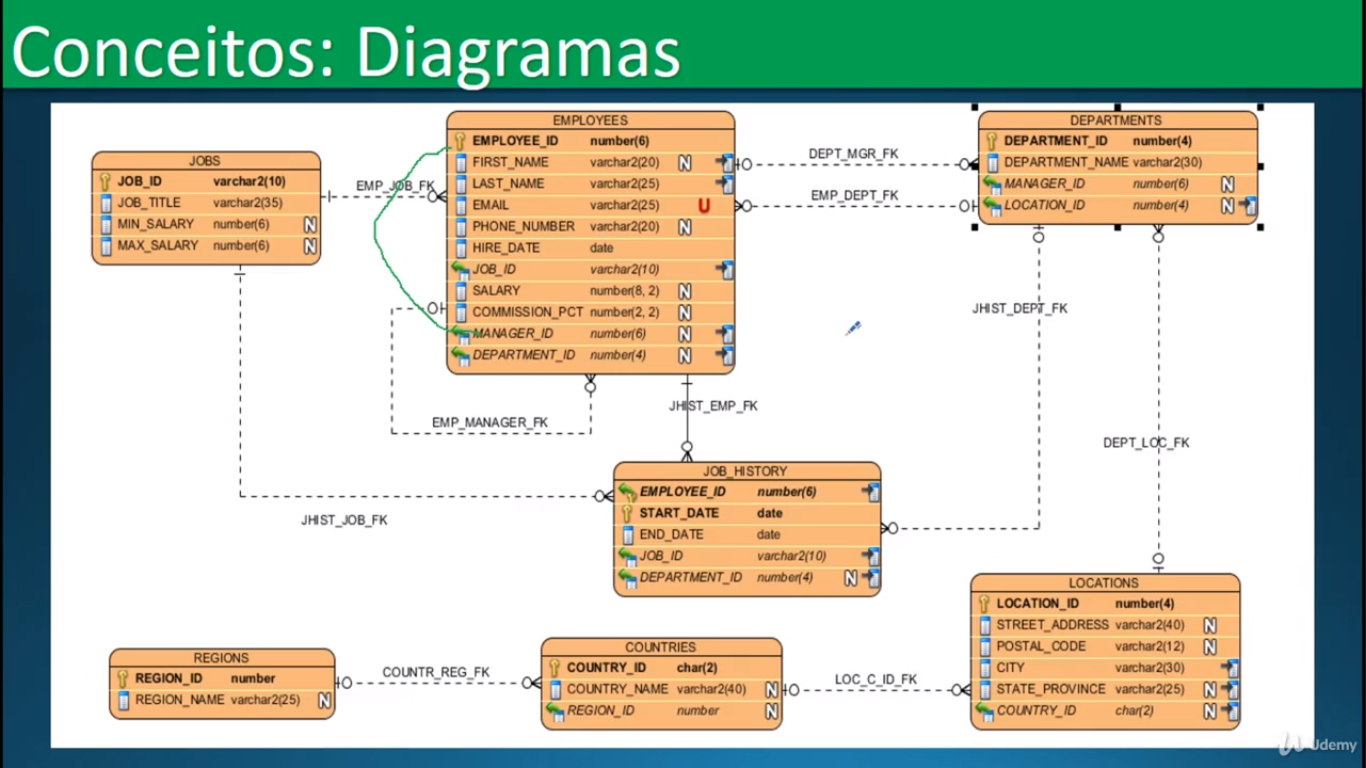 Conceitos: Diagramas
JOBS
JOB_ID varchar2(10)
JOB_TITLE varchar2(35)
MIN_SALARY number(6) N
MAX_SALARY number(6) N
EMP_JOB_FK
EMPLOYEES
EMPLOYEE_ID number(6)
FIRST_NAME varchar2(20) N
LAST_NAME varchar2(25)
EMAIL varchar2(25) U
PHONE_NUMBER varchar2(20) N
HIRE_DATE date
JOB_ID varchar2(10)
SALARY number(8, 2) N
COMMISSION_PCT number(2, 2) N
MANAGER_ID number(6) N
DEPARTMENT_ID number(4) N
DEPT_MGR_FK
EMP_DEPT_FK
DEPARTMENTS
DEPARTMENT_ID number(4)
DEPARTMENT_NAME varchar2(30)
MANAGER_ID number(6) N
LOCATION_ID number(4) N
JHIST_DEPT_FK
EMP_MANAGER_FK
JHIST_EMP_FK
DEPT_LOC_FK
JHIST_JOB_FK
JOB_HISTORY
EMPLOYEE_ID number(6)
START_DATE date
END_DATE date
JOB_ID varchar2(10)
DEPARTMENT_ID number(4) N
REGIONS
REGION_ID number
REGION_NAME varchar2(25) N
COUNTR_REG_FK
COUNTRIES
COUNTRY_ID char(2)
COUNTRY_NAME varchar2(40) N
REGION_ID number N
LOC_C_ID_FK
LOCATIONS
LOCATION_ID number(4)
STREET_ADDRESS varchar2(40) N
POSTAL_CODE varchar2(12) N
CITY varchar2(30)
STATE_PROVINCE varchar2(25) N
COUNTRY_ID char(2) N
Udemy